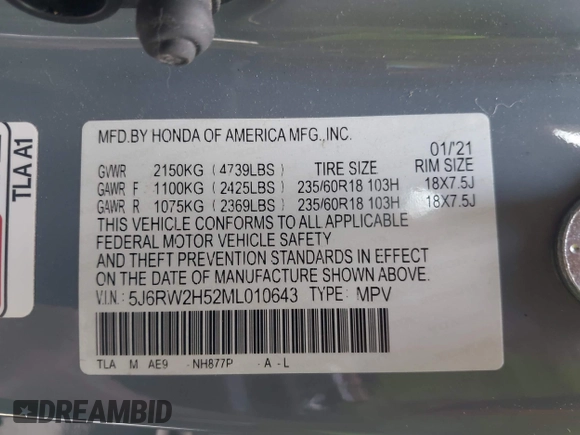 MFD.BY HONDA OF AMERICA MFG.,INC.
01/'21
GVWR 2150KG (4739LBS) TIRE SIZE RIM SIZE
GAWR F 1100KG (2425LBS) 235/60R18 103H 18X7.5J
GAWR R 1075KG (2369LBS) 235/60R18 103H 18X7.5J
THIS VEHICLE CONFORMS TO ALL APPLICABLE
FEDERAL MOTOR VEHICLE SAFETY
AND THEFT PREVENTION STANDARDS IN EFFECT
ON THE DATE OF MANUFACTURE SHOWN ABOVE.
V.I.N.: 5J6RW2H52ML010643 TYPE: MPV
TLA M AE9 NH877P A - L
TLA A1
DREAMBID